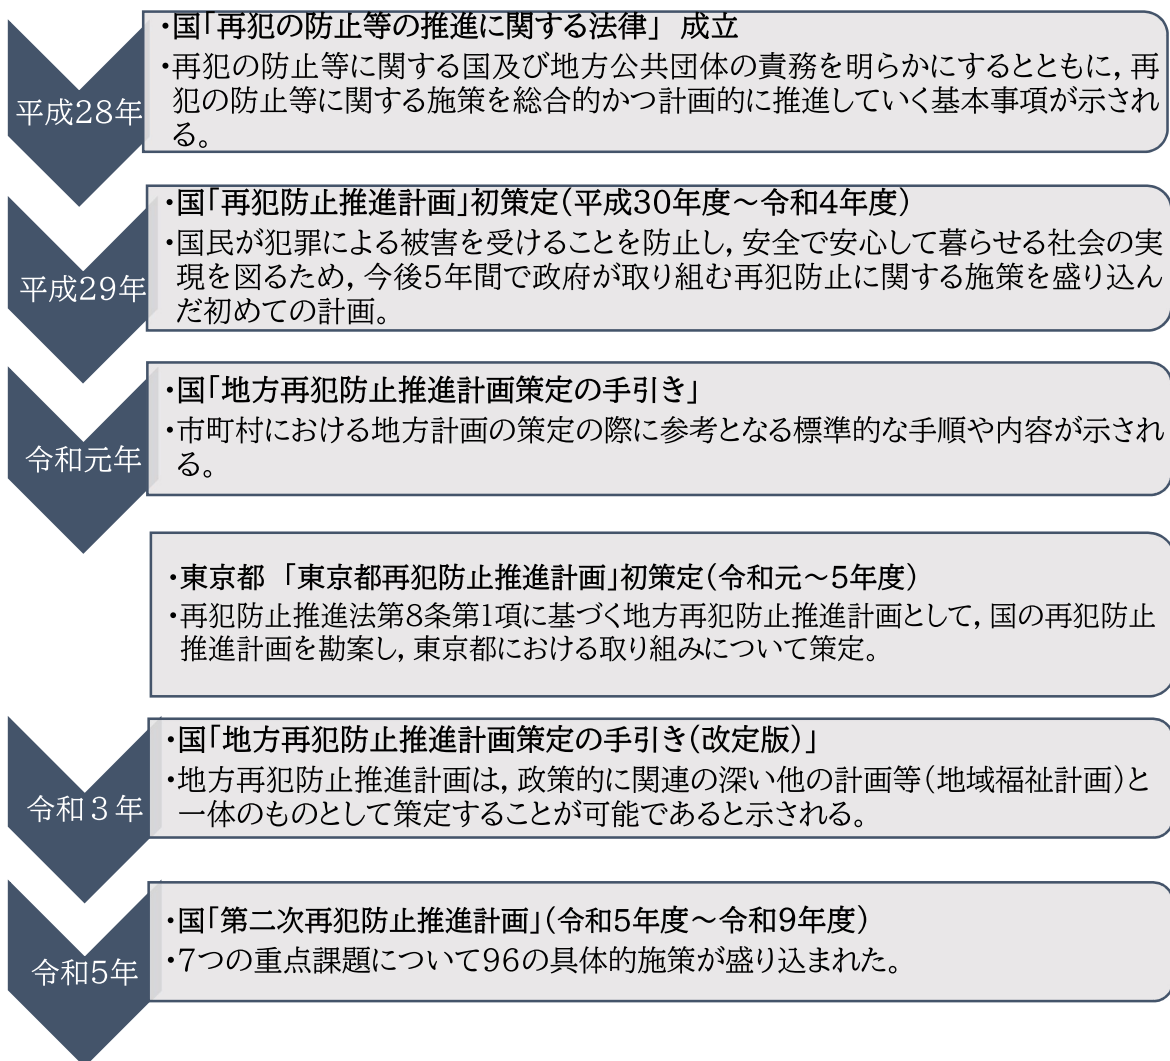 平成28年
・国「再犯の防止等の推進に関する法律」 成立
・再犯の防止等に関する国及び地方公共団体の責務を明らかにするとともに，再
犯の防止等に関する施策を総合的かつ計画的に推進していく基本事項が示され
る。
平成29年
・国「再犯防止推進計画」初策定（平成30年度～令和4年度）
・国民が犯罪による被害を受けることを防止し，安全で安心して暮らせる社会の実
現を図るため，今後5年間で政府が取り組む再犯防止に関する施策を盛り込ん
だ初めての計画。
令和元年
・国「地方再犯防止推進計画策定の手引き」
・市町村における地方計画の策定の際に参考となる標準的な手順や内容が示され
る。
・東京都 「東京都再犯防止推進計画」初策定（令和元～5年度）
・再犯防止推進法第8条第1項に基づく地方再犯防止推進計画として，国の再犯防止
推進計画を勘案し，東京都における取り組みについて策定。
令和３年
・国「地方再犯防止推進計画策定の手引き（改定版）」
・地方再犯防止推進計画は，政策的に関連の深い他の計画等（地域福祉計画）と
一体のものとして策定することが可能であると示される。
令和5年
・国「第二次再犯防止推進計画」（令和5年度～令和9年度）
・7つの重点課題について96の具体的施策が盛り込まれた。